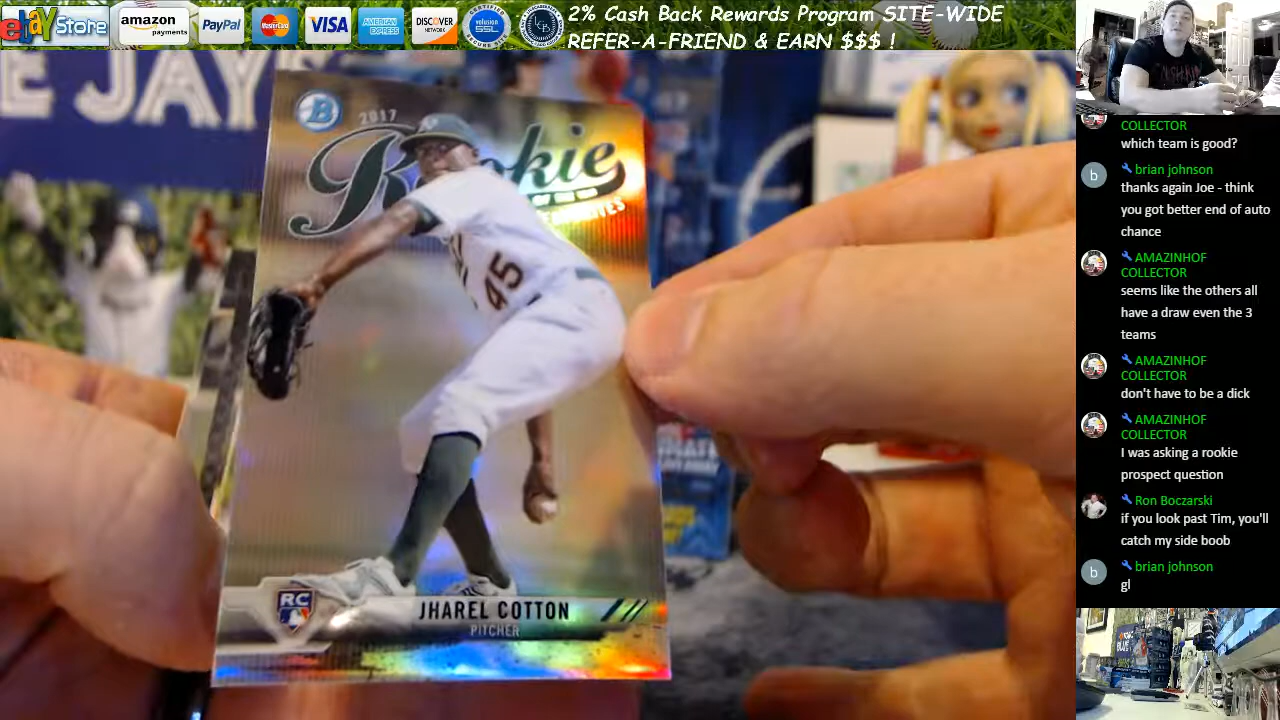 ebay Store
amazon
payments
PayPal
MasterCard
VISA
AMERICAN
EXPRESS
DISCOVER
NETWORK
2% Cash Back Rewards Program SITE-WIDE
REFER-A-FRIEND & EARN $$$ !
E JAY
B
2017
Rookie
45
RC
JHAREL COTTON
PITCHER
COLLECTOR
which team is good?
b
brian johnson
thanks again Joe - think
you got better end of auto
chance
AMAZINHOF
COLLECTOR
seems like the others all
have a draw even the 3
teams
AMAZINHOF
COLLECTOR
don't have to be a dick
AMAZINHOF
COLLECTOR
I was asking a rookie
prospect question
Ron Boczarski
if you look past Tim, you'll
catch my side boob
b
brian johnson
gl